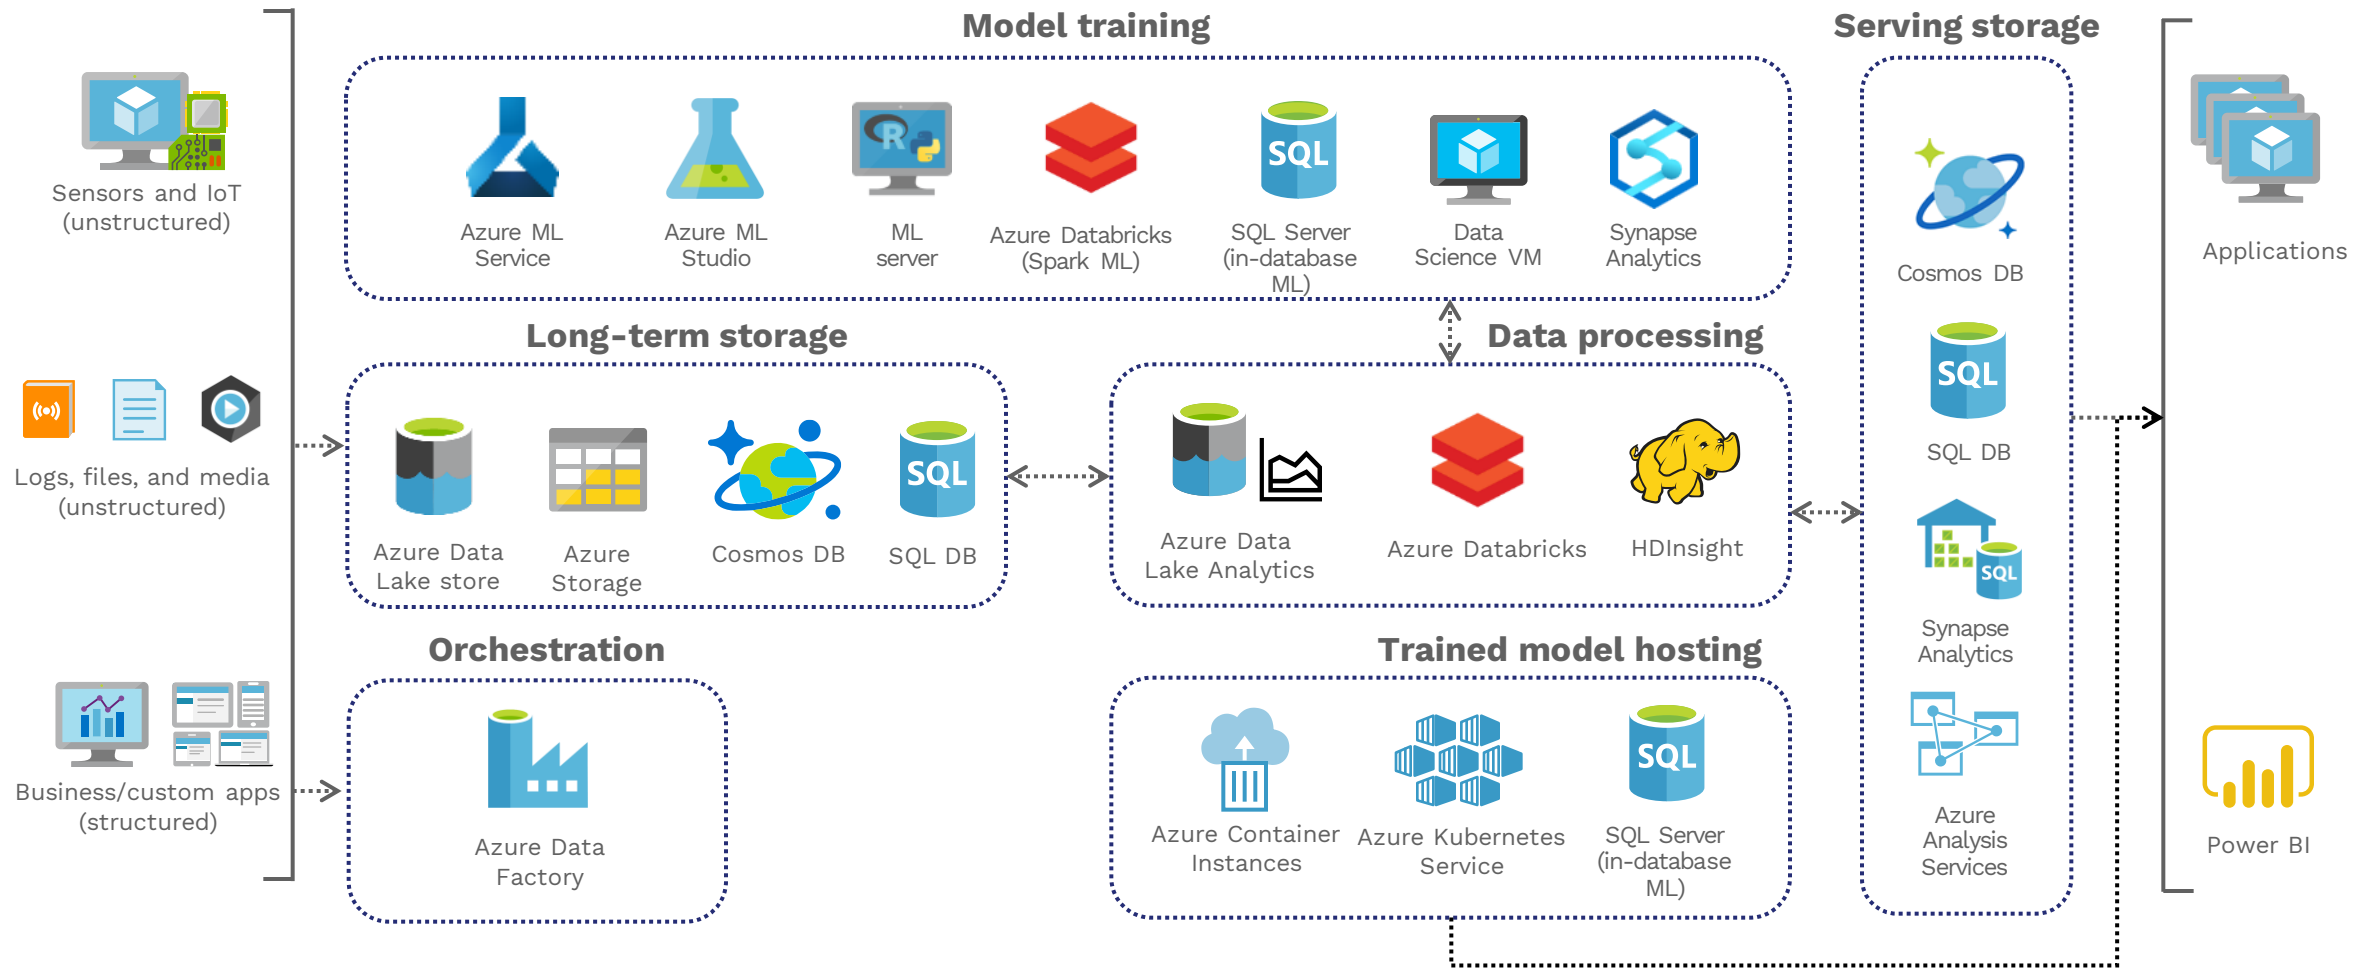 Model training
Serving storage
Sensors and IoT
(unstructured)
Logs, files, and media
(unstructured)
Business/custom apps
(structured)
Azure ML
Service
Azure ML
Studio
R
ML
server
Azure Databricks
(Spark ML)
SQL
SQL Server
(in-database
ML)
Data
Science VM
Synapse
Analytics
Long-term storage
Azure Data
Lake store
Azure
Storage
Cosmos DB
SQL
SQL DB
Data processing
Azure Data
Lake Analytics
Azure Databricks
HDInsight
Orchestration
Azure Data
Factory
Trained model hosting
Azure Container
Instances
Azure Kubernetes
Service
SQL
SQL Server
(in-database
ML)
Cosmos DB
SQL
SQL DB
SQL
Synapse
Analytics
Azure
Analysis
Services
Applications
Power BI